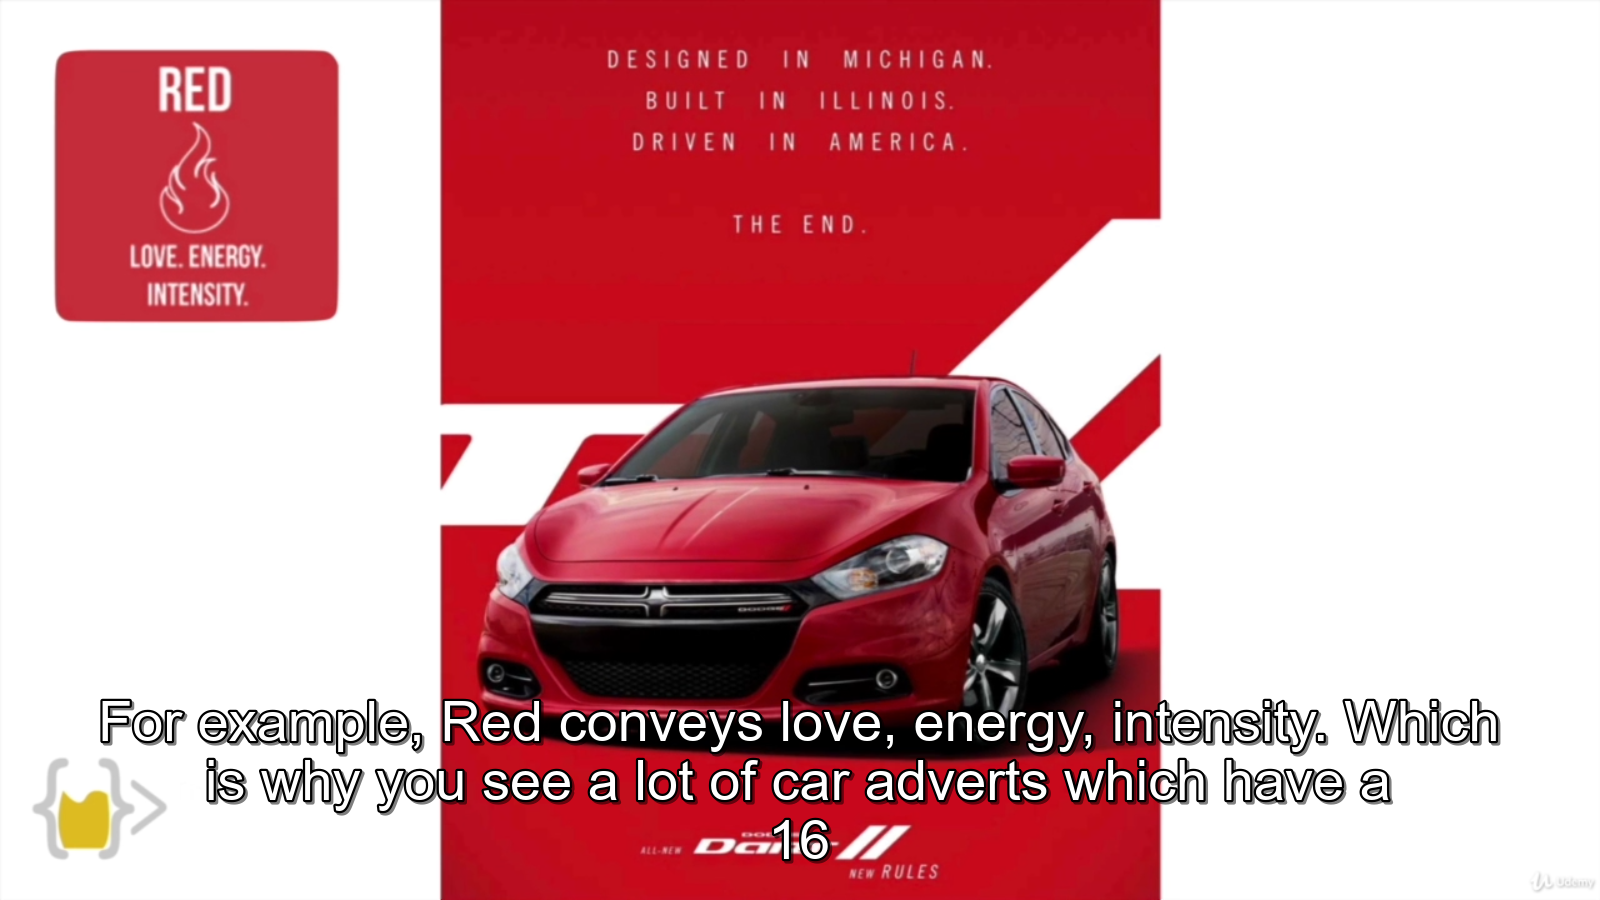 RED
LOVE. ENERGY.
INTENSITY.
DESIGNED IN MICHIGAN.
BUILT IN ILLINOIS.
DRIVEN IN AMERICA.
THE END.
DODGE
For example, Red conveys love, energy, intensity. Which
is why you see a lot of car adverts which have a
16
ALL-NEW
NEW RULES
Udemy